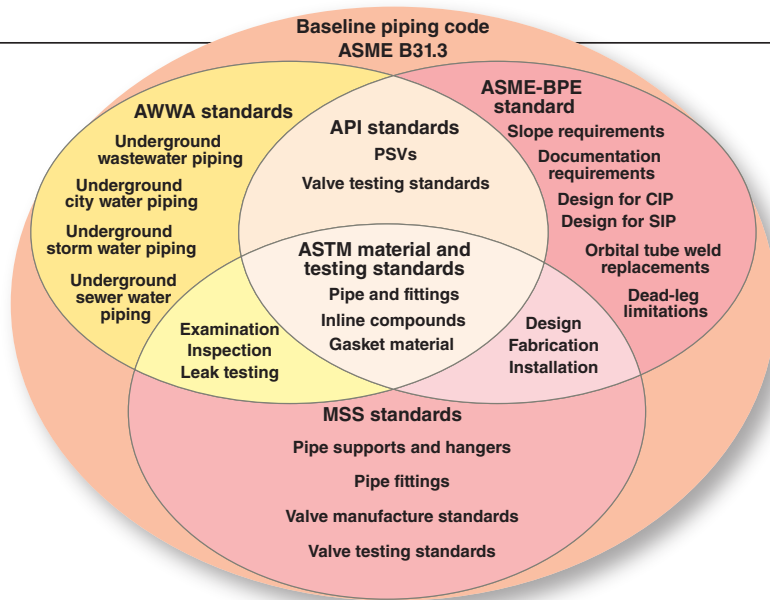 Baseline piping code
ASME B31.3
AWWA standards
Underground
wastewater piping
Underground
city water piping
Underground
storm water piping
Underground
sewer water
piping
API standards
PSVs
Valve testing standards
ASME-BPE
standard
Slope requirements
Documentation
requirements
Design for CIP
Design for SIP
Orbital tube weld
replacements
Dead-leg
limitations
ASTM material and
testing standards
Pipe and fittings
Inline compounds
Gasket material
Examination
Inspection
Leak testing
Design
Fabrication
Installation
MSS standards
Pipe supports and hangers
Pipe fittings
Valve manufacture standards
Valve testing standards